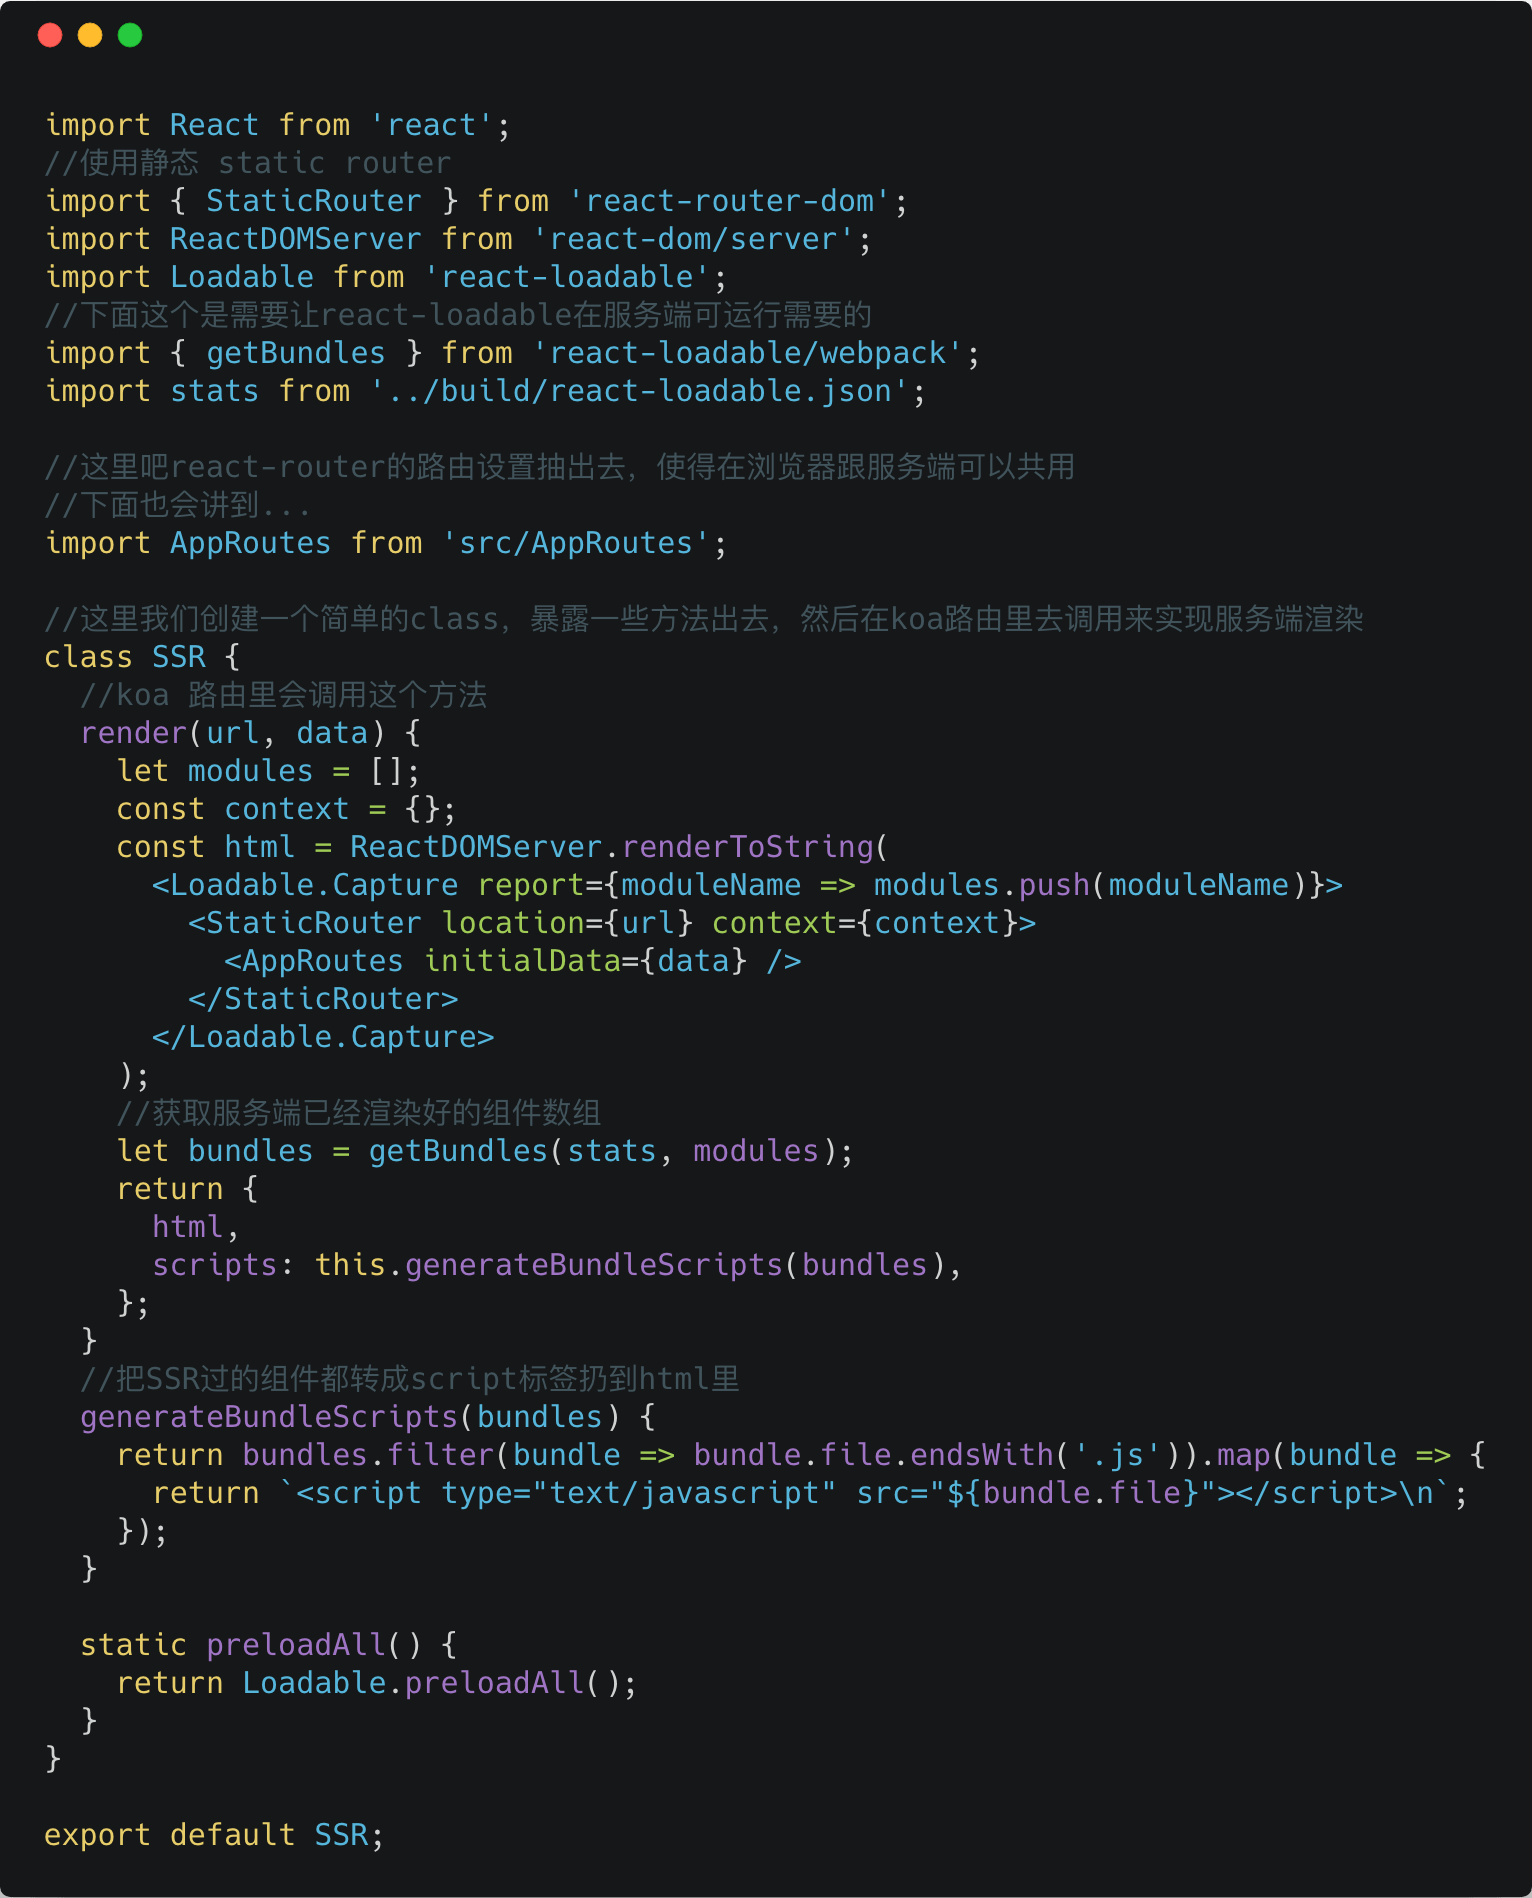 import React from 'react';
//使用静态 static router
import { StaticRouter } from 'react-router-dom';
import ReactDOMServer from 'react-dom/server';
import Loadable from 'react-loadable';
//下面这个是需要让react-loadable在服务端可运行需要的
import { getBundles } from 'react-loadable/webpack';
import stats from '../build/react-loadable.json';

//这里吧react-router的路由设置抽出去，使得在浏览器跟服务端可以共用
//下面也会讲到...
import AppRoutes from 'src/AppRoutes';

//这里我们创建一个简单的class，暴露一些方法出去，然后在koa路由里去调用来实现服务端渲染
class SSR {
  //koa 路由里会调用这个方法
  render(url, data) {
    let modules = [];
    const context = {};
    const html = ReactDOMServer.renderToString(
      <Loadable.Capture report={moduleName => modules.push(moduleName)}>
        <StaticRouter location={url} context={context}>
          <AppRoutes initialData={data} />
        </StaticRouter>
      </Loadable.Capture>
    );
    //获取服务端已经渲染好的组件数组
    let bundles = getBundles(stats, modules);
    return {
      html,
      scripts: this.generateBundleScripts(bundles),
    };
  }
  //把SSR过的组件都转成script标签扔到html里
  generateBundleScripts(bundles) {
    return bundles.filter(bundle => bundle.file.endsWith('.js')).map(bundle => {
      return `<script type="text/javascript" src="${bundle.file}"></script>\n`;
    });
  }

  static preloadAll() {
    return Loadable.preloadAll();
  }
}

export default SSR;